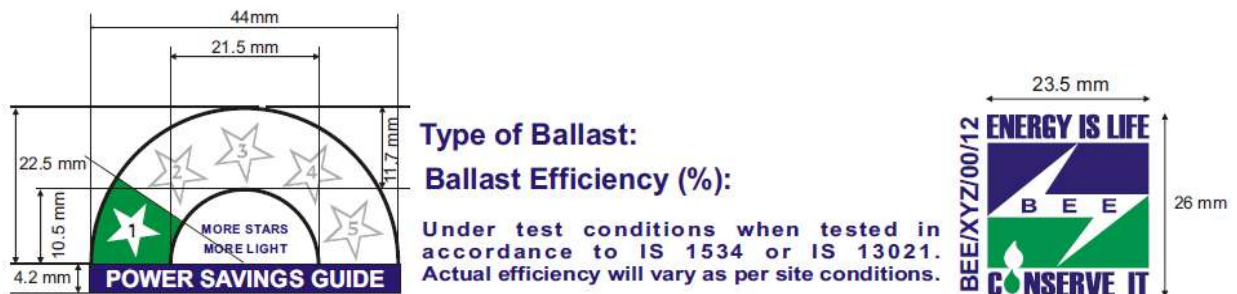 44mm
21.5 mm
22.5 mm
10.5 mm
4.2 mm
11.7 mm
1
2
3
4
5
MORE STARS
MORE LIGHT
POWER SAVINGS GUIDE
Type of Ballast:
Ballast Efficiency (%):
Under test conditions when tested in
accordance to IS 1534 or IS 13021.
Actual efficiency will vary as per site conditions.
BEE/XYZ/00/12
23.5 mm
ENERGY IS LIFE
B E E
CONSERVE IT
26 mm